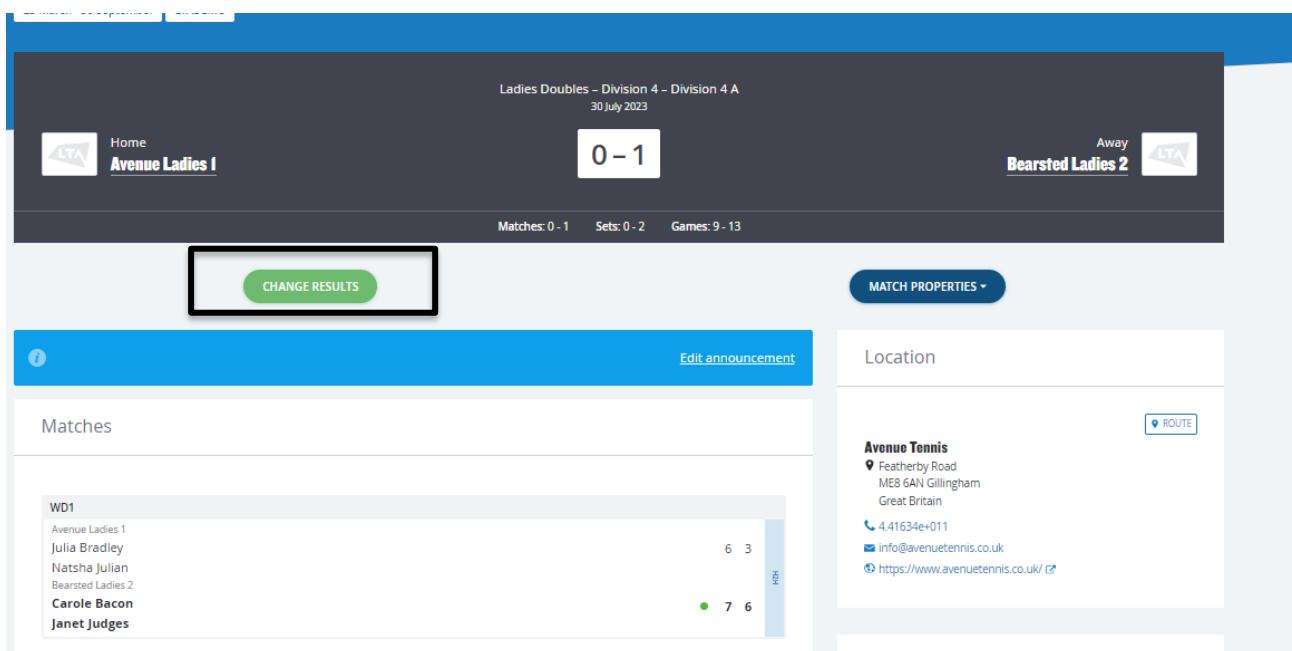 Ladies Doubles – Division 4 – Division 4 A
30 July 2023
LTA
Home
Avenue Ladies 1
0 – 1
Away
Bearsted Ladies 2
LTA
Matches: 0 - 1 Sets: 0 - 2 Games: 9 - 13
CHANGE RESULTS
MATCH PROPERTIES
Edit announcement
Matches
WD1
Avenue Ladies 1
Julia Bradley
6 3
Natsha Julian
Bearsted Ladies 2
Carole Bacon
7 6
Janet Judges
H2H
Location
ROUTE
Avenue Tennis
Featherby Road
ME8 6AN Gillingham
Great Britain
4.41634e+011
info@avenuetennis.co.uk
https://www.avenuetennis.co.uk/